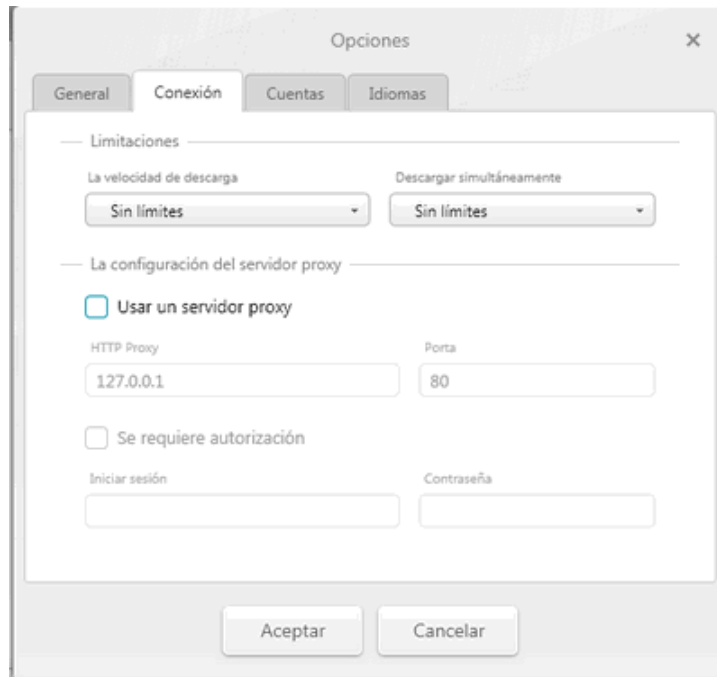 Opciones
General Conexión Cuentas Idiomas
Limitaciones
La velocidad de descarga Descargar simultáneamente
Sin límites Sin límites
La configuración del servidor proxy
Usar un servidor proxy
HTTP Proxy Porta
127.0.0.1 80
Se requiere autorización
Iniciar sesión Contraseña
Aceptar Cancelar